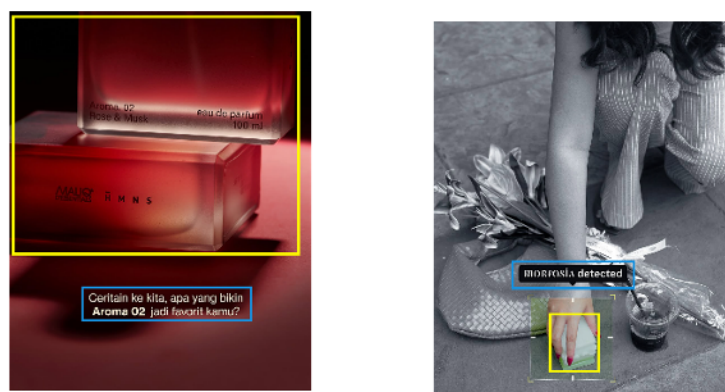 Aroma 02
Rose & Musk
eau de parfum
100 ml
HMNS
Ceritain ke kita, apa yang bikin
Aroma 02 jadi favorit kamu?
MORFOSIA detected